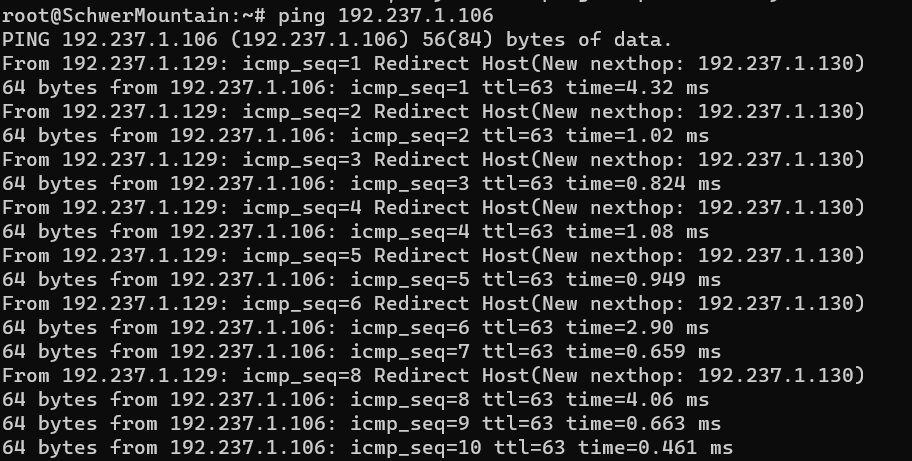 root@SchwerMountain:~# ping 192.237.1.106
PING 192.237.1.106 (192.237.1.106) 56(84) bytes of data.
From 192.237.1.129: icmp_seq=1 Redirect Host(New nexthop: 192.237.1.130)
64 bytes from 192.237.1.106: icmp_seq=1 ttl=63 time=4.32 ms
From 192.237.1.129: icmp_seq=2 Redirect Host(New nexthop: 192.237.1.130)
64 bytes from 192.237.1.106: icmp_seq=2 ttl=63 time=1.02 ms
From 192.237.1.129: icmp_seq=3 Redirect Host(New nexthop: 192.237.1.130)
64 bytes from 192.237.1.106: icmp_seq=3 ttl=63 time=0.824 ms
From 192.237.1.129: icmp_seq=4 Redirect Host(New nexthop: 192.237.1.130)
64 bytes from 192.237.1.106: icmp_seq=4 ttl=63 time=1.08 ms
From 192.237.1.129: icmp_seq=5 Redirect Host(New nexthop: 192.237.1.130)
64 bytes from 192.237.1.106: icmp_seq=5 ttl=63 time=0.949 ms
From 192.237.1.129: icmp_seq=6 Redirect Host(New nexthop: 192.237.1.130)
64 bytes from 192.237.1.106: icmp_seq=6 ttl=63 time=2.90 ms
64 bytes from 192.237.1.106: icmp_seq=7 ttl=63 time=0.659 ms
From 192.237.1.129: icmp_seq=8 Redirect Host(New nexthop: 192.237.1.130)
64 bytes from 192.237.1.106: icmp_seq=8 ttl=63 time=4.06 ms
64 bytes from 192.237.1.106: icmp_seq=9 ttl=63 time=0.663 ms
64 bytes from 192.237.1.106: icmp_seq=10 ttl=63 time=0.461 ms